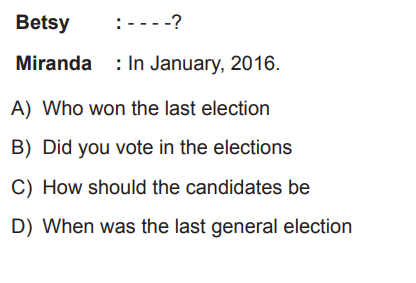 Betsy : - - - -?
Miranda : In January, 2016.
A) Who won the last election
B) Did you vote in the elections
C) How should the candidates be
D) When was the last general election